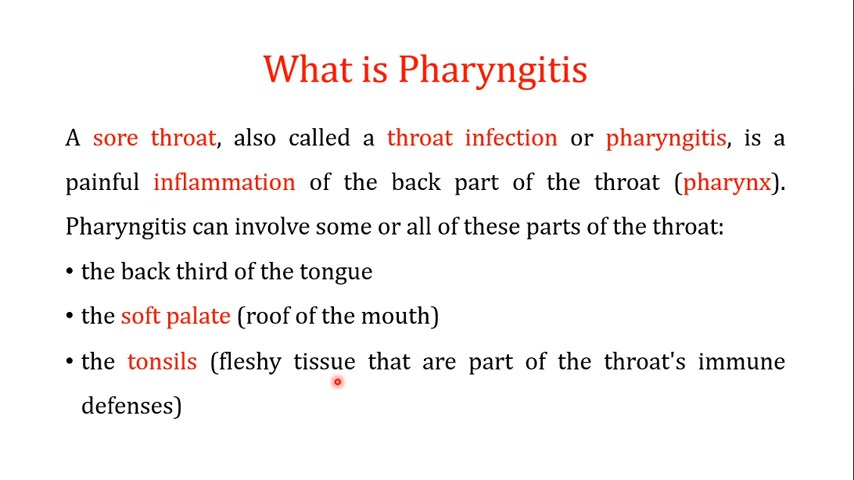 What is Pharyngitis
A sore throat, also called a throat infection or pharyngitis, is a
painful inflammation of the back part of the throat (pharynx).
Pharyngitis can involve some or all of these parts of the throat:
• the back third of the tongue
• the soft palate (roof of the mouth)
• the tonsils (fleshy tissue that are part of the throat's immune
defenses)